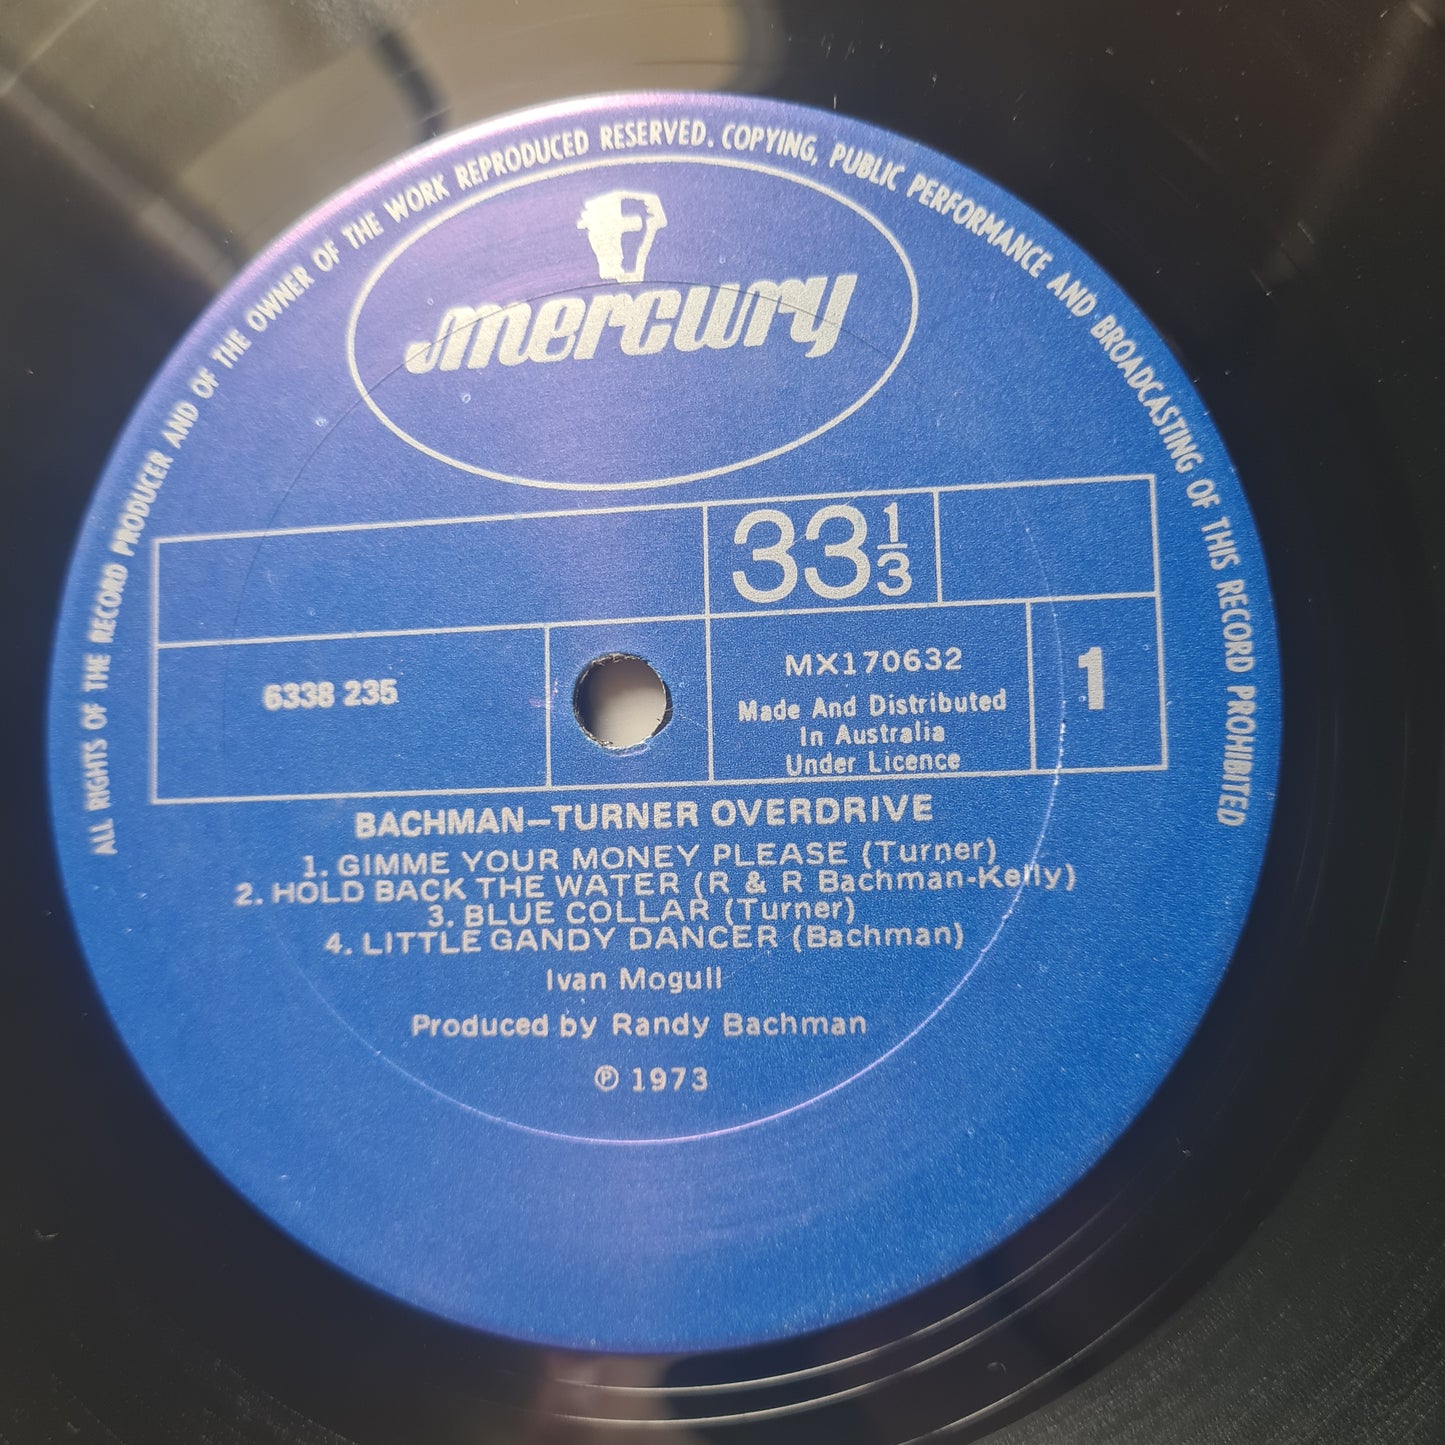 ALL RIGHTS OF THE RECORD PRODUCER AND OF THE OWNER OF THE WORK REPRODUCED RESERVED. COPYING, PUBLIC PERFORMANCE AND BROADCASTING OF THIS RECORD PROHIBITED
mercury
33 1/3
6338 235
MX170632
Made And Distributed
In Australia
Under Licence
1
BACHMAN—TURNER OVERDRIVE
1. GIMME YOUR MONEY PLEASE (Turner)
2. HOLD BACK THE WATER (R & R Bachman-Kelly)
3. BLUE COLLAR (Turner)
4. LITTLE GANDY DANCER (Bachman)
Ivan Mogull
Produced by Randy Bachman
℗ 1973